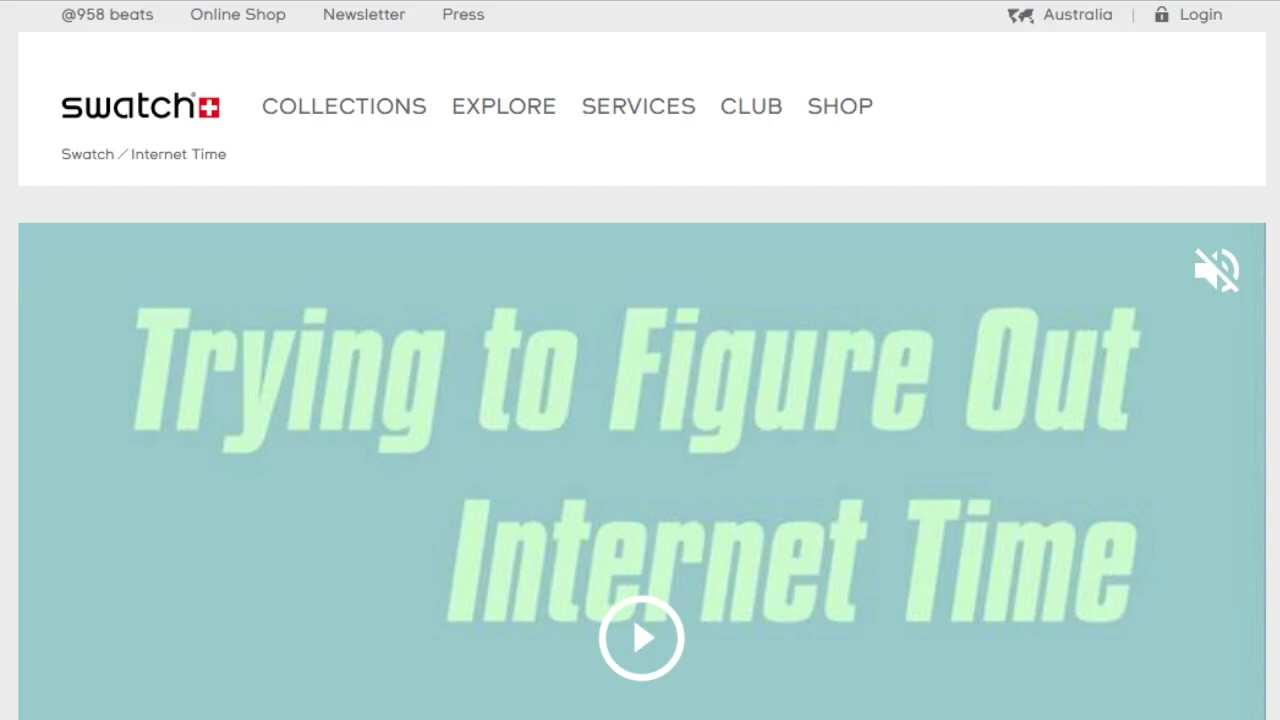 @958 beats Online Shop Newsletter Press Australia | Login
swatch COLLECTIONS EXPLORE SERVICES CLUB SHOP
Swatch / Internet Time
Trying to Figure Out
Internet Time